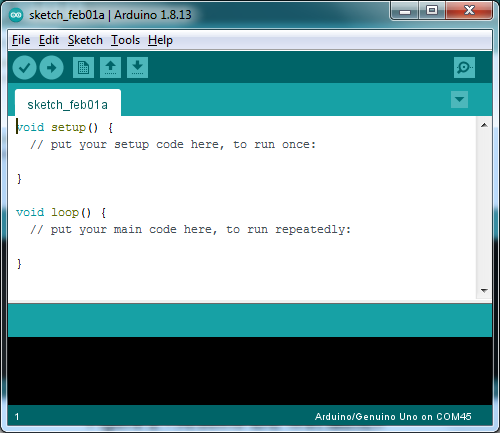 sketch_feb01a | Arduino 1.8.13
File Edit Sketch Tools Help
sketch_feb01a
void setup() {
  // put your setup code here, to run once:
}
void loop() {
  // put your main code here, to run repeatedly:
}
1 Arduino/Genuino Uno on COM45